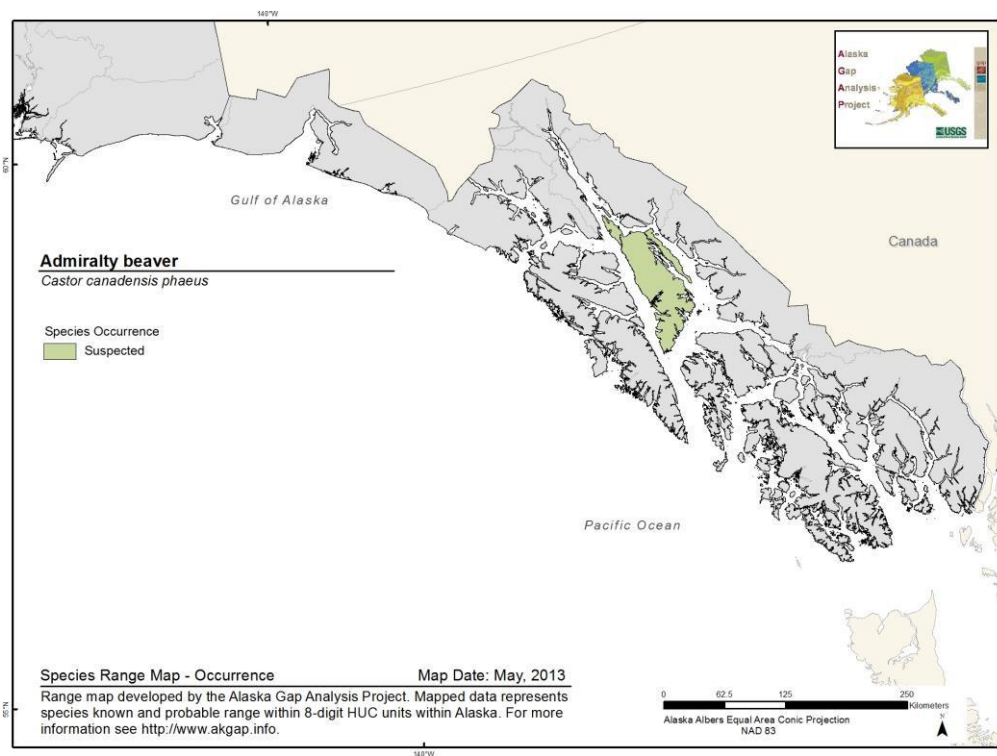 146°W
Alaska
Gap
Analysis
Project
USGS
60°N
Gulf of Alaska
Canada
Admiralty beaver
Castor canadensis phaeus
Species Occurrence
Suspected
Pacific Ocean
Species Range Map - Occurrence Map Date: May, 2013
Range map developed by the Alaska Gap Analysis Project. Mapped data represents
species known and probable range within 8-digit HUC units within Alaska. For more
information see http://www.akgap.info.
0 62.5 125 250
Kilometers
Alaska Albers Equal Area Conic Projection
NAD 83
N
55°N